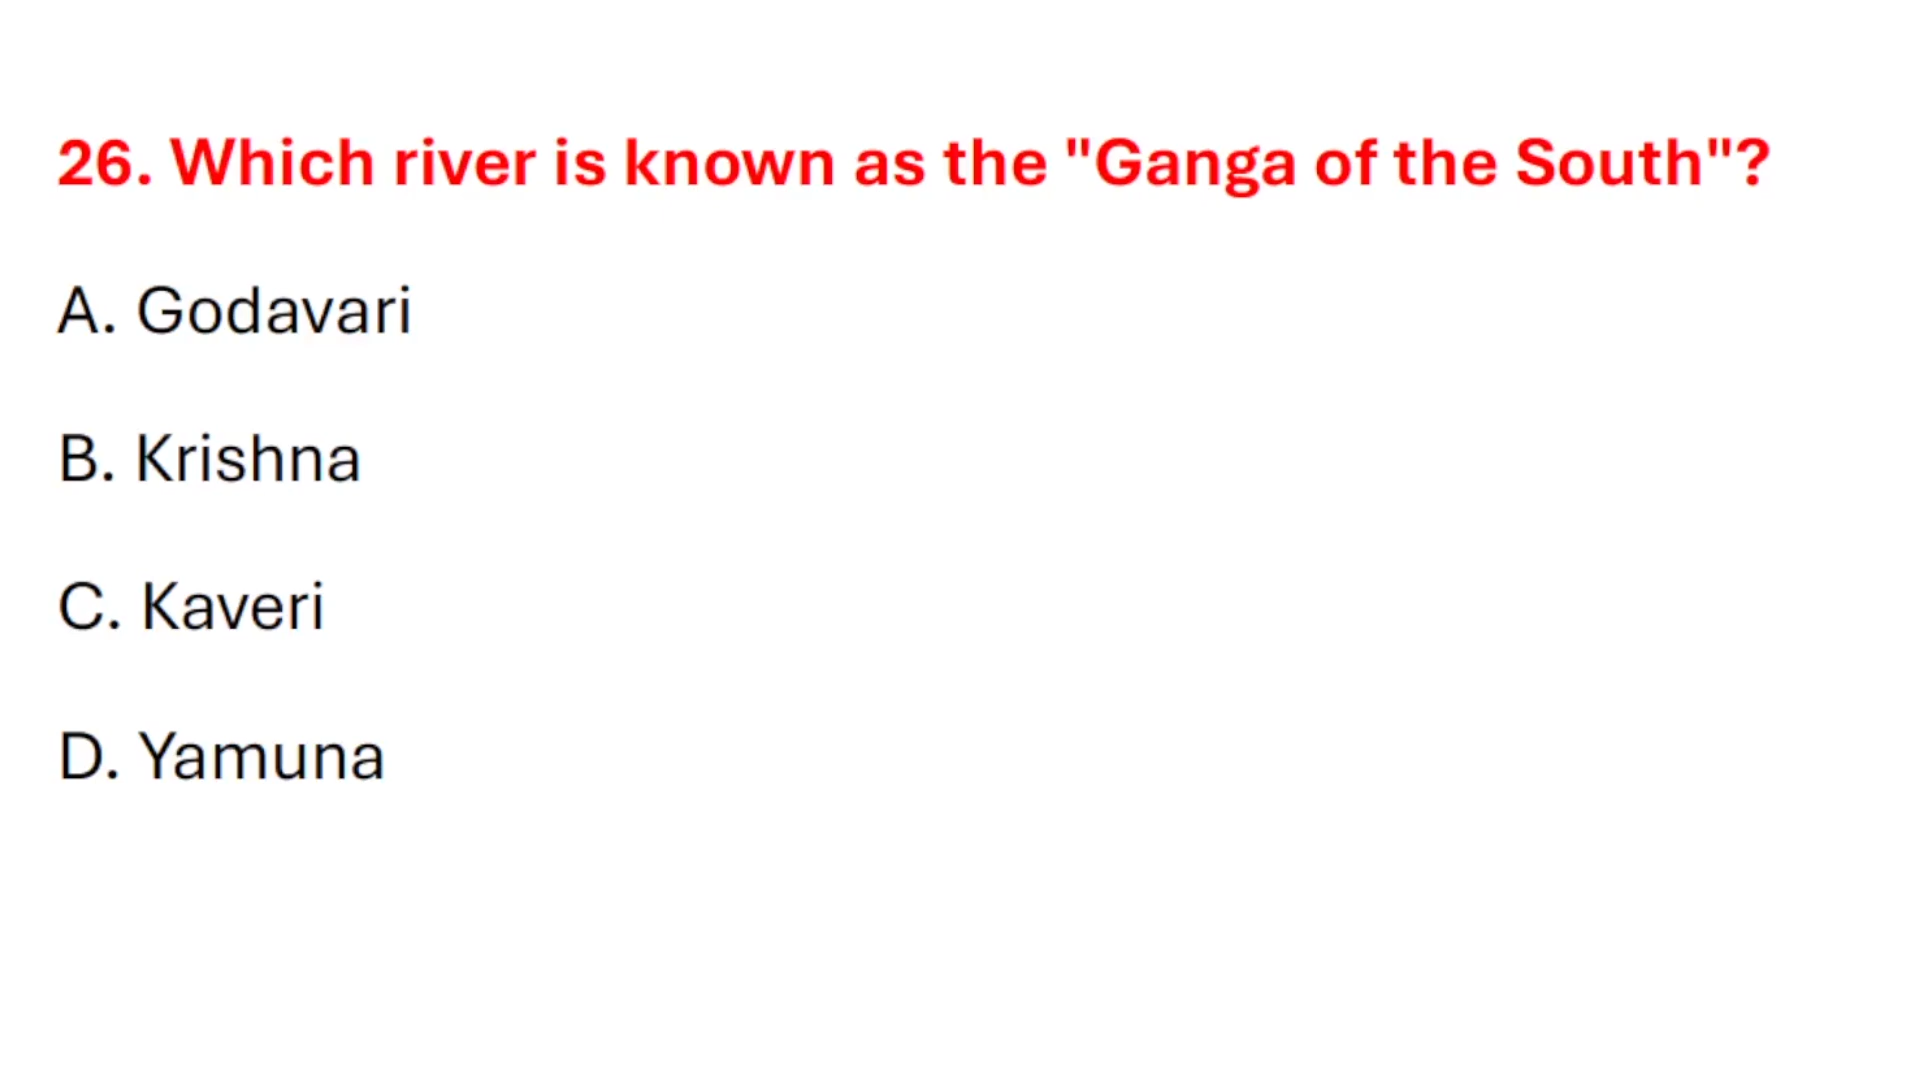 26. Which river is known as the "Ganga of the South"?
A. Godavari
B. Krishna
C. Kaveri
D. Yamuna